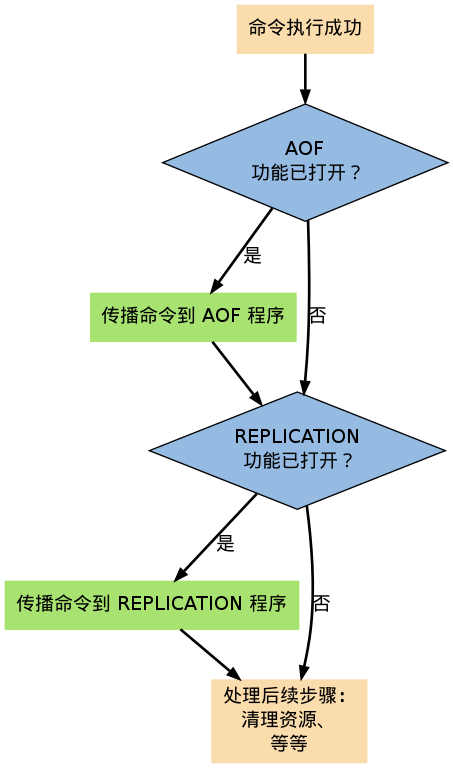 命令执行成功
AOF
功能已打开？
是
传播命令到 AOF 程序
否
REPLICATION
功能已打开？
是
传播命令到 REPLICATION 程序
否
处理后续步骤：
清理资源、
等等